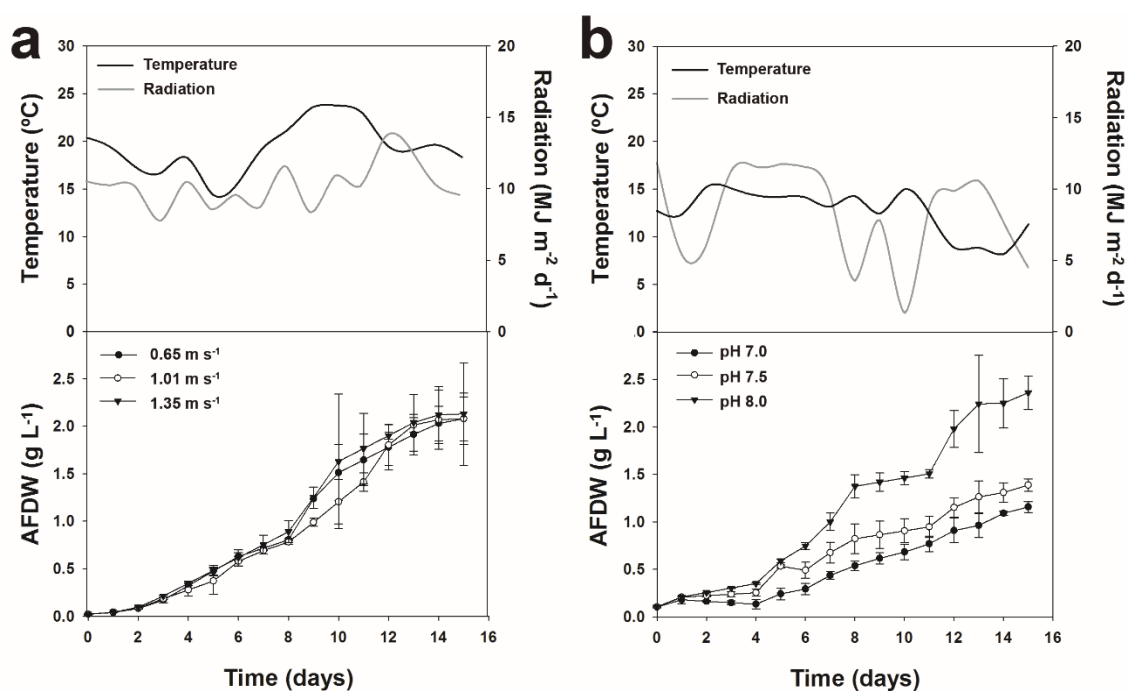 a
b
30
25
20
15
10
5
0
Temperature (ºC)
Temperature
Radiation
20
15
10
5
0
Radiation (MJ m⁻² d⁻¹)
30
25
20
15
10
5
0
Temperature (ºC)
Temperature
Radiation
20
15
10
5
0
Radiation (MJ m⁻² d⁻¹)
2.5
2.0
1.5
1.0
0.5
0.0
AFDW (g L⁻¹)
0.65 m s⁻¹
1.01 m s⁻¹
1.35 m s⁻¹
0 2 4 6 8 10 12 14 16
Time (days)
2.5
2.0
1.5
1.0
0.5
0.0
AFDW (g L⁻¹)
pH 7.0
pH 7.5
pH 8.0
0 2 4 6 8 10 12 14 16
Time (days)